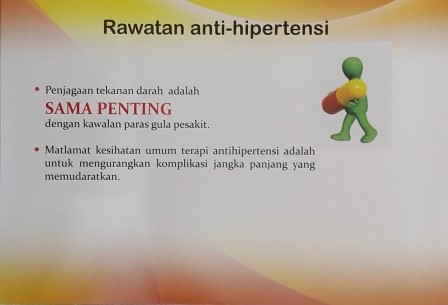 Rawatan anti-hipertensi
• Penjagaan tekanan darah adalah
SAMA PENTING
dengan kawalan paras gula pesakit.
• Matlamat kesihatan umum terapi antihipertensi adalah
untuk mengurangkan komplikasi jangka panjang yang
memudaratkan.